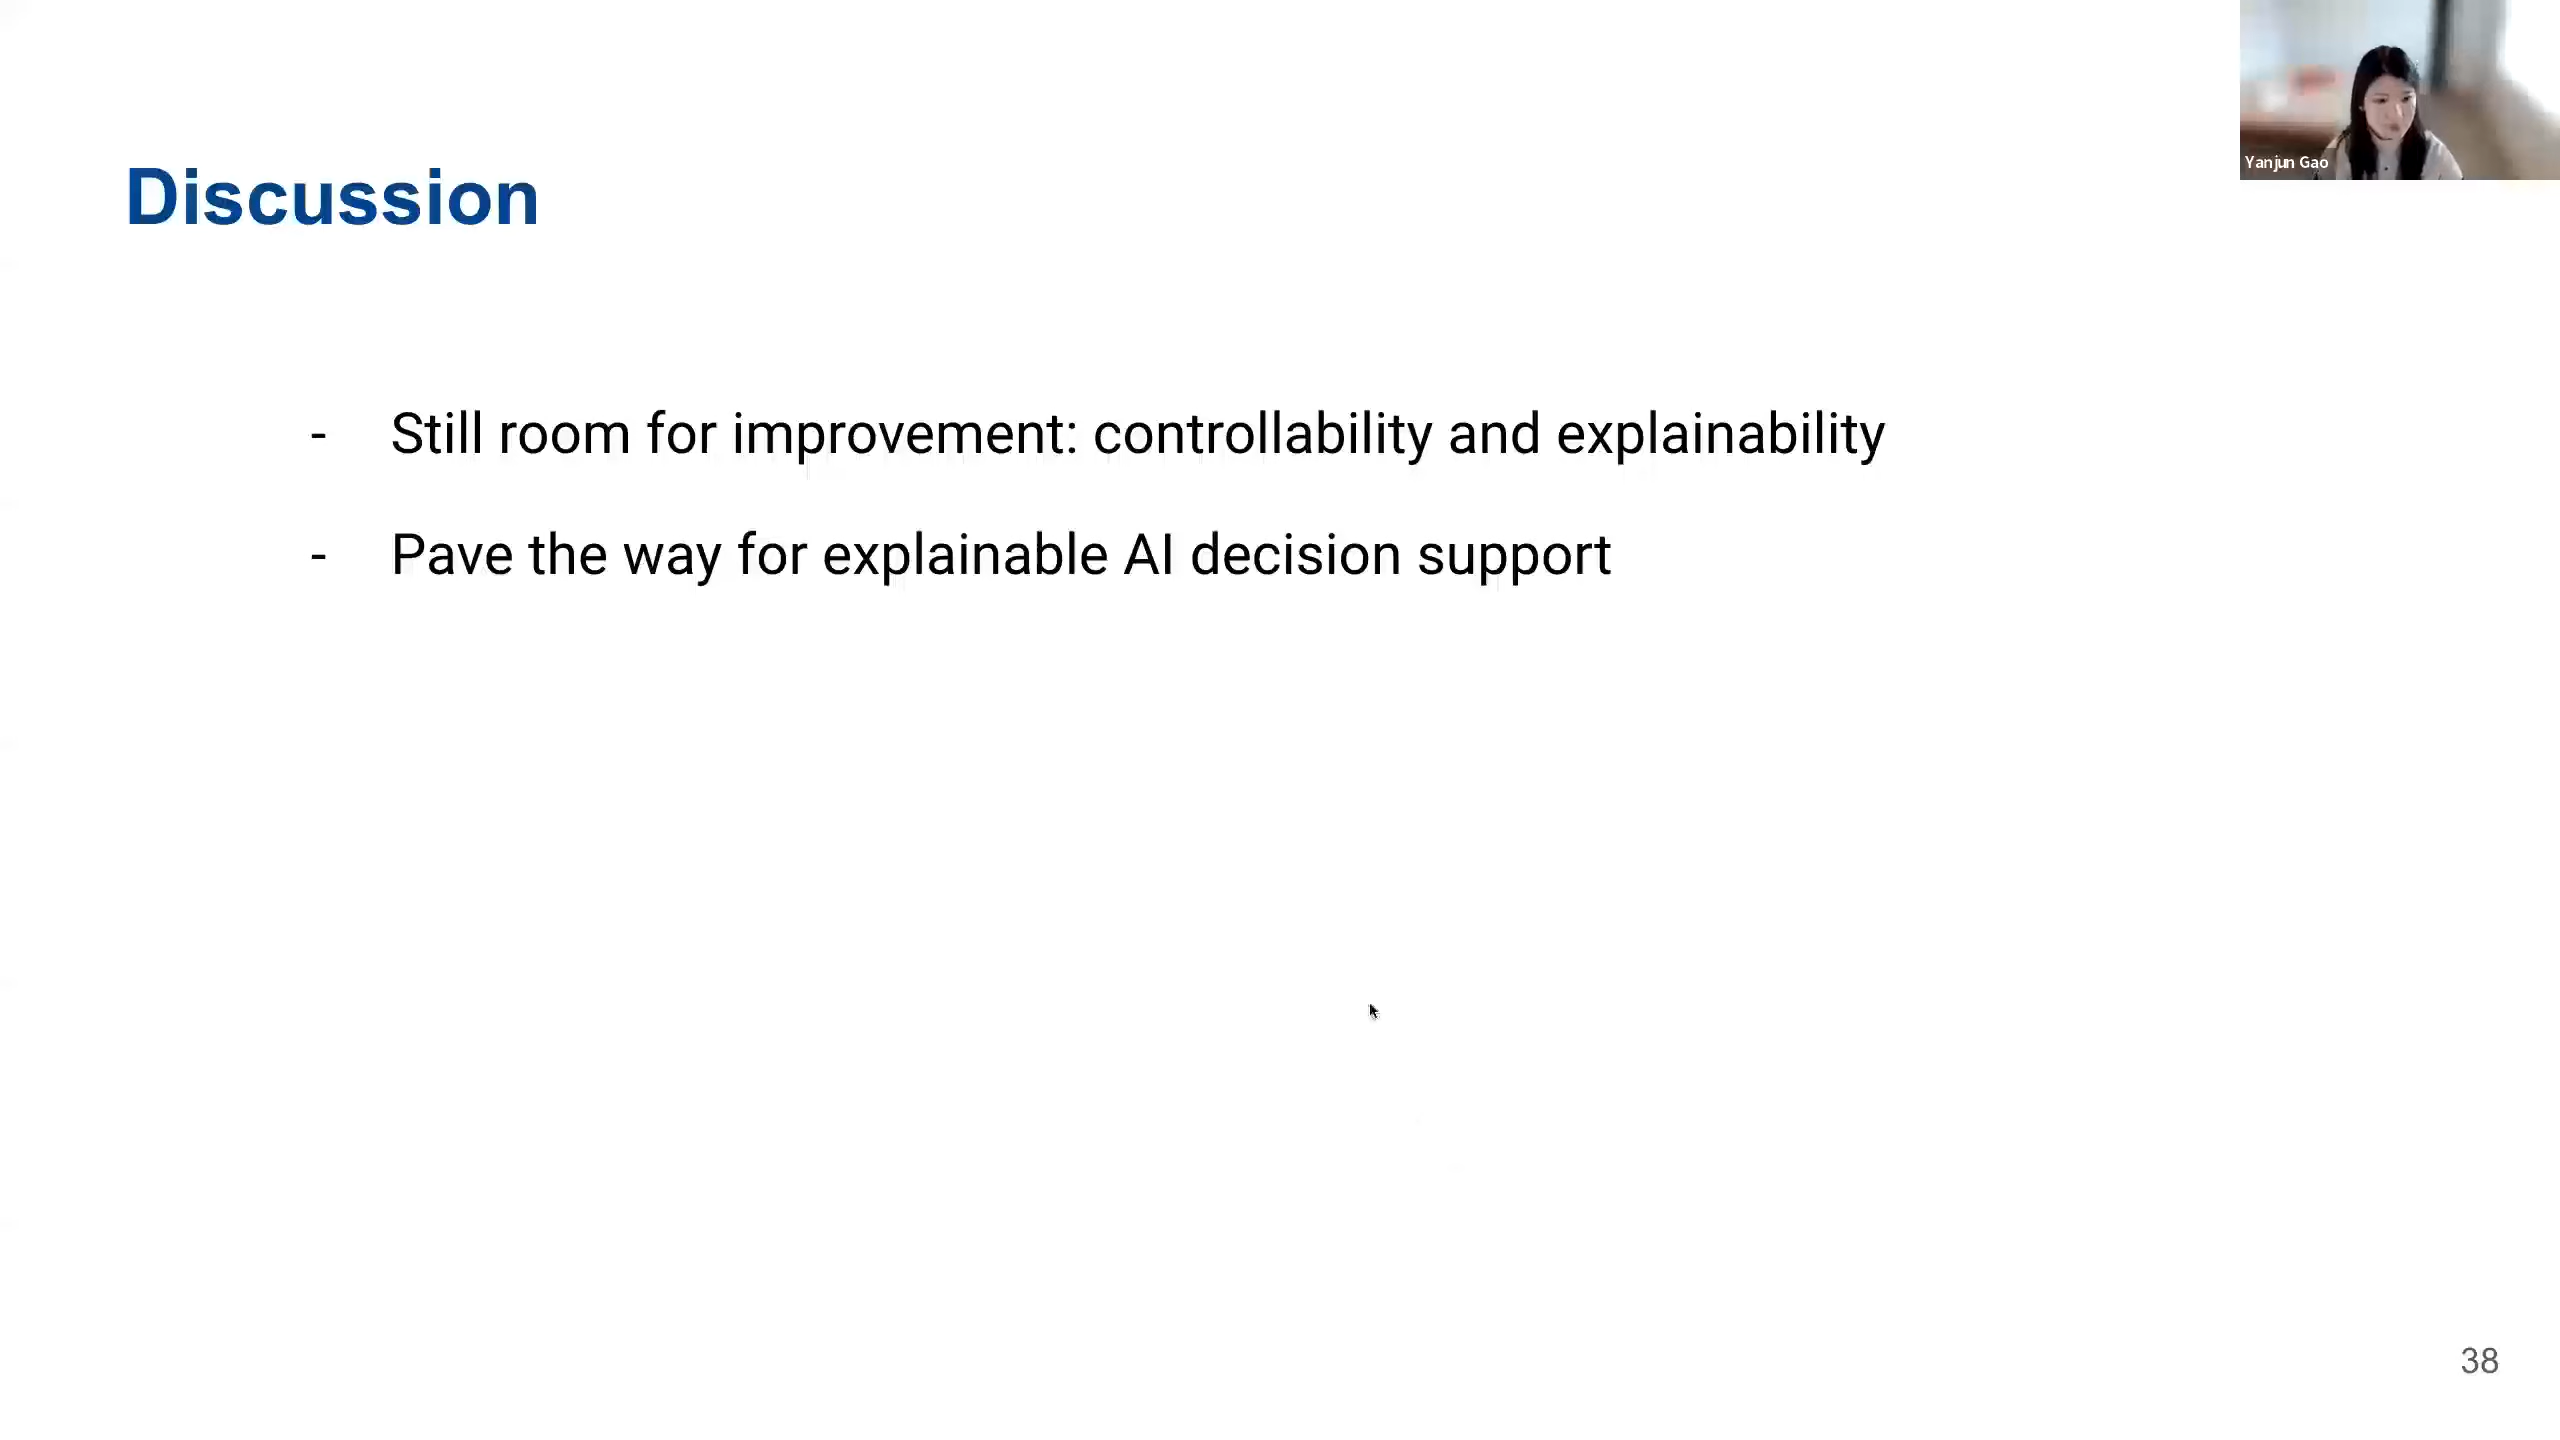 Yanjun Gao
Discussion
- Still room for improvement: controllability and explainability
- Pave the way for explainable AI decision support
38